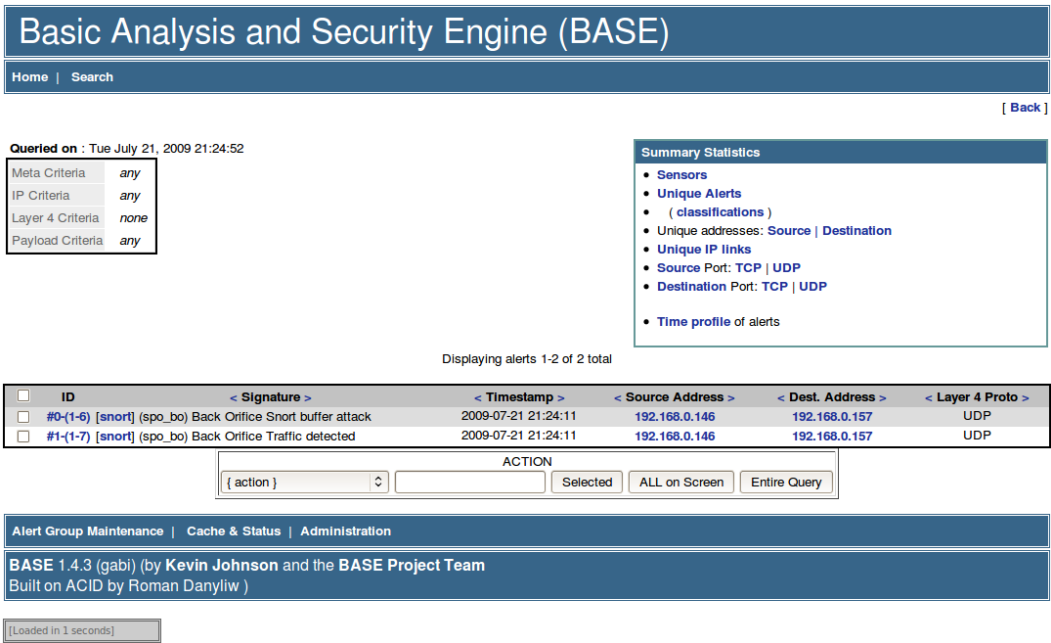 Basic Analysis and Security Engine (BASE)
Home | Search
[ Back ]
Queried on : Tue July 21, 2009 21:24:52
Meta Criteria any
IP Criteria any
Layer 4 Criteria none
Payload Criteria any
Summary Statistics
• Sensors
• Unique Alerts
• ( classifications )
• Unique addresses: Source | Destination
• Unique IP links
• Source Port: TCP | UDP
• Destination Port: TCP | UDP
• Time profile of alerts
Displaying alerts 1-2 of 2 total
ID < Signature > < Timestamp > < Source Address > < Dest. Address > < Layer 4 Proto >
#0-(1-6) [snort] (spo_bo) Back Orifice Snort buffer attack 2009-07-21 21:24:11 192.168.0.146 192.168.0.157 UDP
#1-(1-7) [snort] (spo_bo) Back Orifice Traffic detected 2009-07-21 21:24:11 192.168.0.146 192.168.0.157 UDP
ACTION
{ action } Selected ALL on Screen Entire Query
Alert Group Maintenance | Cache & Status | Administration
BASE 1.4.3 (gabi) (by Kevin Johnson and the BASE Project Team
Built on ACID by Roman Danyliw )
[Loaded in 1 seconds]